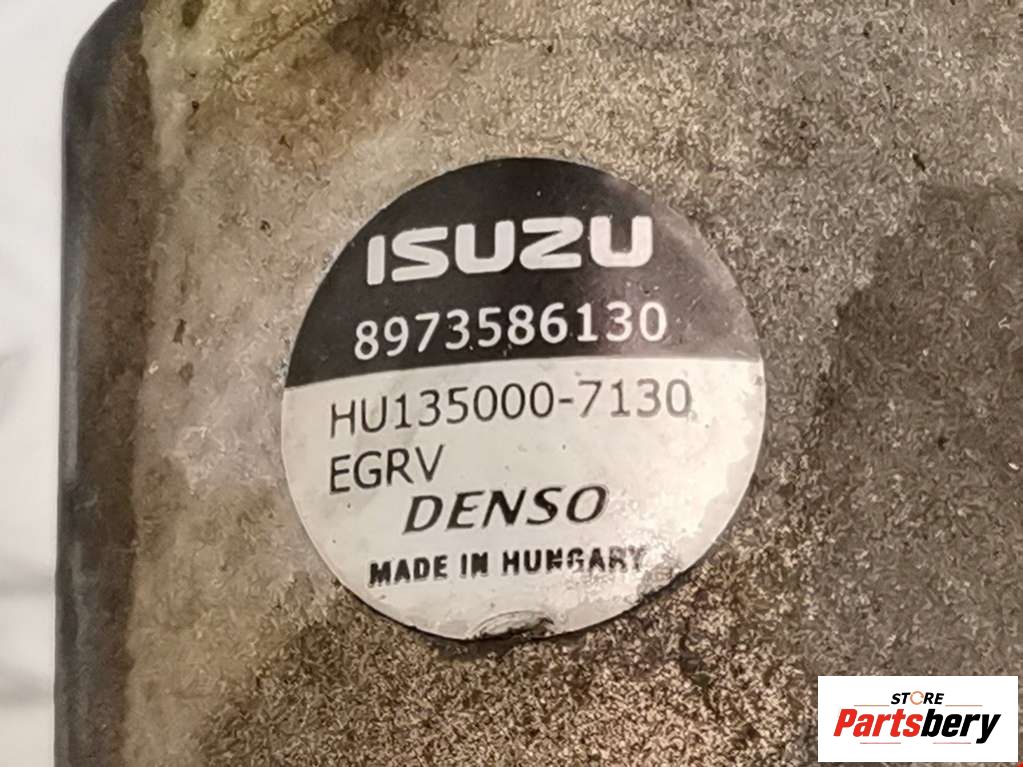 ISUZU
8973586130
HU135000-7130
EGRV
DENSO
MADE IN HUNGARY
STORE
Partsbery